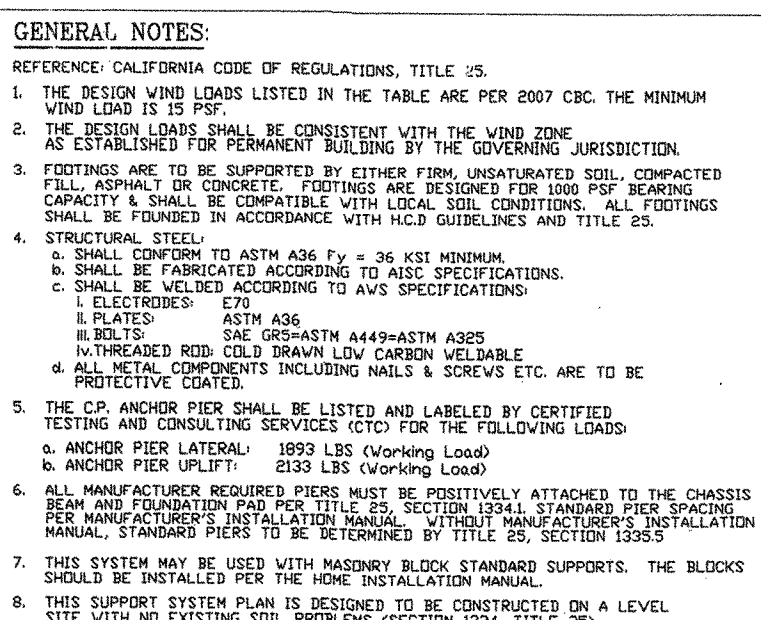 GENERAL NOTES:
REFERENCE: CALIFORNIA CODE OF REGULATIONS, TITLE 25.
1. THE DESIGN WIND LOADS LISTED IN THE TABLE ARE PER 2007 CBC. THE MINIMUM
WIND LOAD IS 15 PSF.
2. THE DESIGN LOADS SHALL BE CONSISTENT WITH THE WIND ZONE
AS ESTABLISHED FOR PERMANENT BUILDING BY THE GOVERNING JURISDICTION.
3. FOOTINGS ARE TO BE SUPPORTED BY EITHER FIRM, UNSATURATED SOIL, COMPACTED
FILL, ASPHALT OR CONCRETE. FOOTINGS ARE DESIGNED FOR 1000 PSF BEARING
CAPACITY & SHALL BE COMPATIBLE WITH LOCAL SOIL CONDITIONS. ALL FOOTINGS
SHALL BE FOUNDED IN ACCORDANCE WITH H.C.D GUIDELINES AND TITLE 25.
4. STRUCTURAL STEEL:
a. SHALL CONFORM TO ASTM A36 Fy = 36 KSI MINIMUM.
b. SHALL BE FABRICATED ACCORDING TO AISC SPECIFICATIONS.
c. SHALL BE WELDED ACCORDING TO AWS SPECIFICATIONS:
i. ELECTRODES: E70
ii. PLATES: ASTM A36
iii. BOLTS: SAE GR5=ASTM A449=ASTM A325
iv. THREADED ROD: COLD DRAWN LOW CARBON WELDABLE
d. ALL METAL COMPONENTS INCLUDING NAILS & SCREWS ETC. ARE TO BE
PROTECTIVE COATED.
5. THE C.P. ANCHOR PIER SHALL BE LISTED AND LABELED BY CERTIFIED
TESTING AND CONSULTING SERVICES (CTC) FOR THE FOLLOWING LOADS:
a. ANCHOR PIER LATERAL: 1893 LBS (Working Load)
b. ANCHOR PIER UPLIFT: 2133 LBS (Working Load)
6. ALL MANUFACTURER REQUIRED PIERS MUST BE POSITIVELY ATTACHED TO THE CHASSIS
BEAM AND FOUNDATION PAD PER TITLE 25, SECTION 1334.1. STANDARD PIER SPACING
PER MANUFACTURER'S INSTALLATION MANUAL. WITHOUT MANUFACTURER'S INSTALLATION
MANUAL, STANDARD PIERS TO BE DETERMINED BY TITLE 25, SECTION 1335.5
7. THIS SYSTEM MAY BE USED WITH MASONRY BLOCK STANDARD SUPPORTS. THE BLOCKS
SHOULD BE INSTALLED PER THE HOME INSTALLATION MANUAL.
8. THIS SUPPORT SYSTEM PLAN IS DESIGNED TO BE CONSTRUCTED ON A LEVEL
SITE WITH NO EXISTING SOIL PROBLEMS (SECTION 1334, TITLE 25)